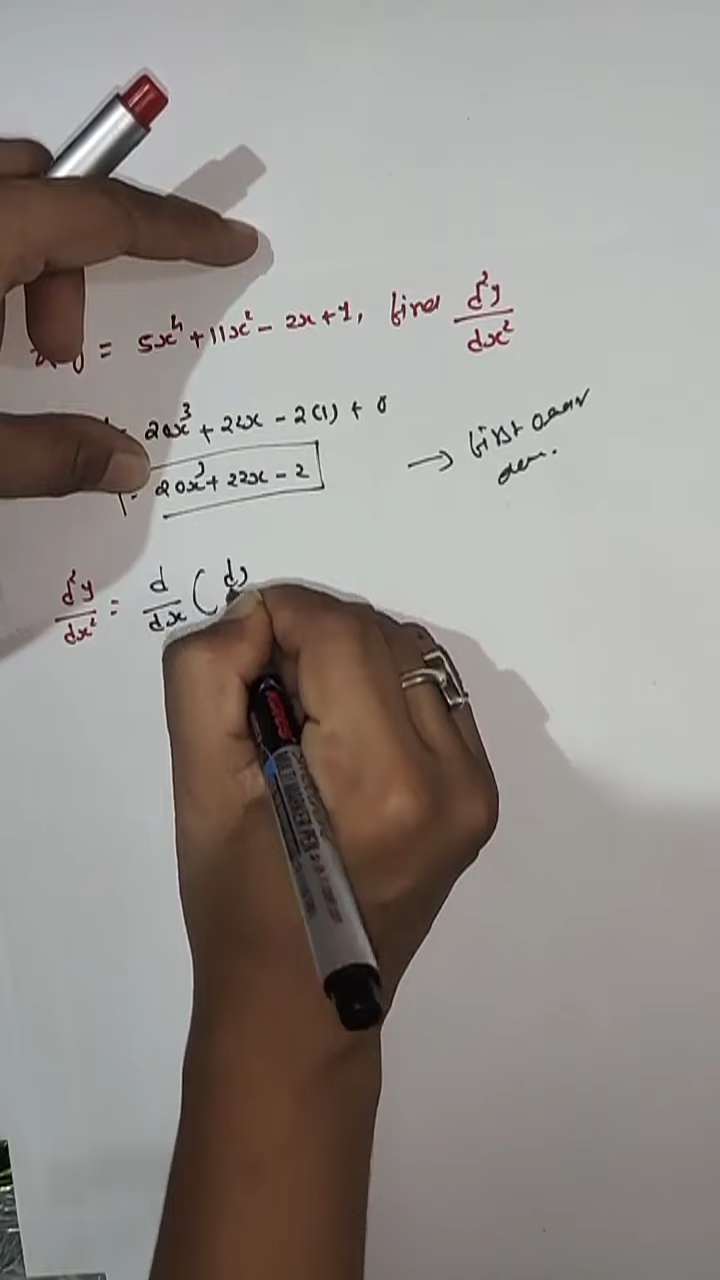 y = 5x⁴ + 11x² - 2x + 1, find d²y/dx²
= 20x³ + 22x - 2(1) + 0
= 20x³ + 22x - 2 → first order der.
d²y/dx² = d/dx (dy